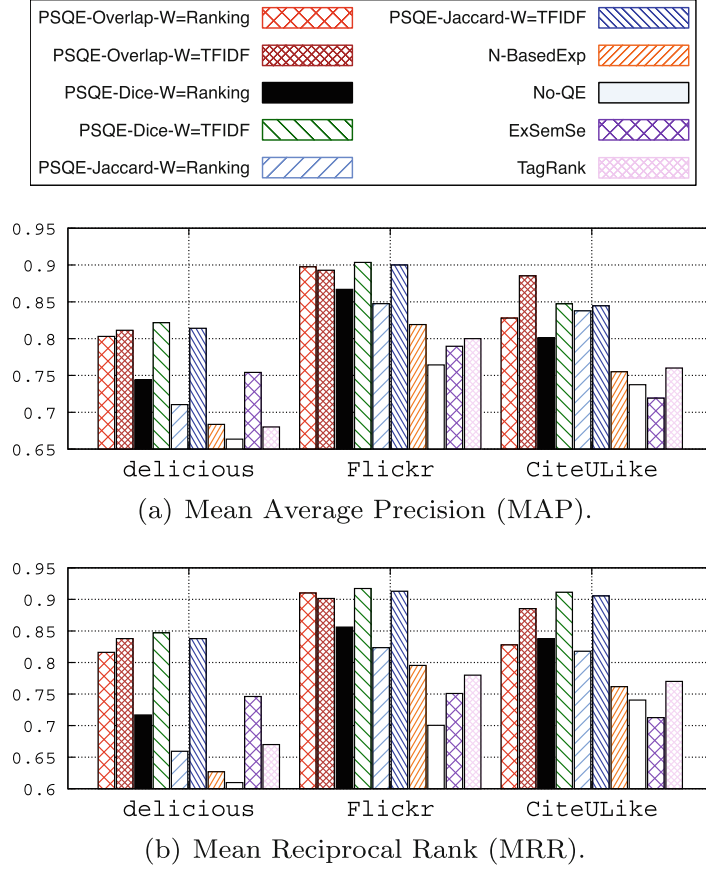 PSQE-Overlap-W=Ranking
PSQE-Overlap-W=TFIDF
PSQE-Dice-W=Ranking
PSQE-Dice-W=TFIDF
PSQE-Jaccard-W=Ranking
PSQE-Jaccard-W=TFIDF
N-BasedExp
No-QE
ExSemSe
TagRank
0.95
0.9
0.85
0.8
0.75
0.7
0.65
delicious Flickr CiteULike
(a) Mean Average Precision (MAP).
0.95
0.9
0.85
0.8
0.75
0.7
0.65
0.6
delicious Flickr CiteULike
(b) Mean Reciprocal Rank (MRR).